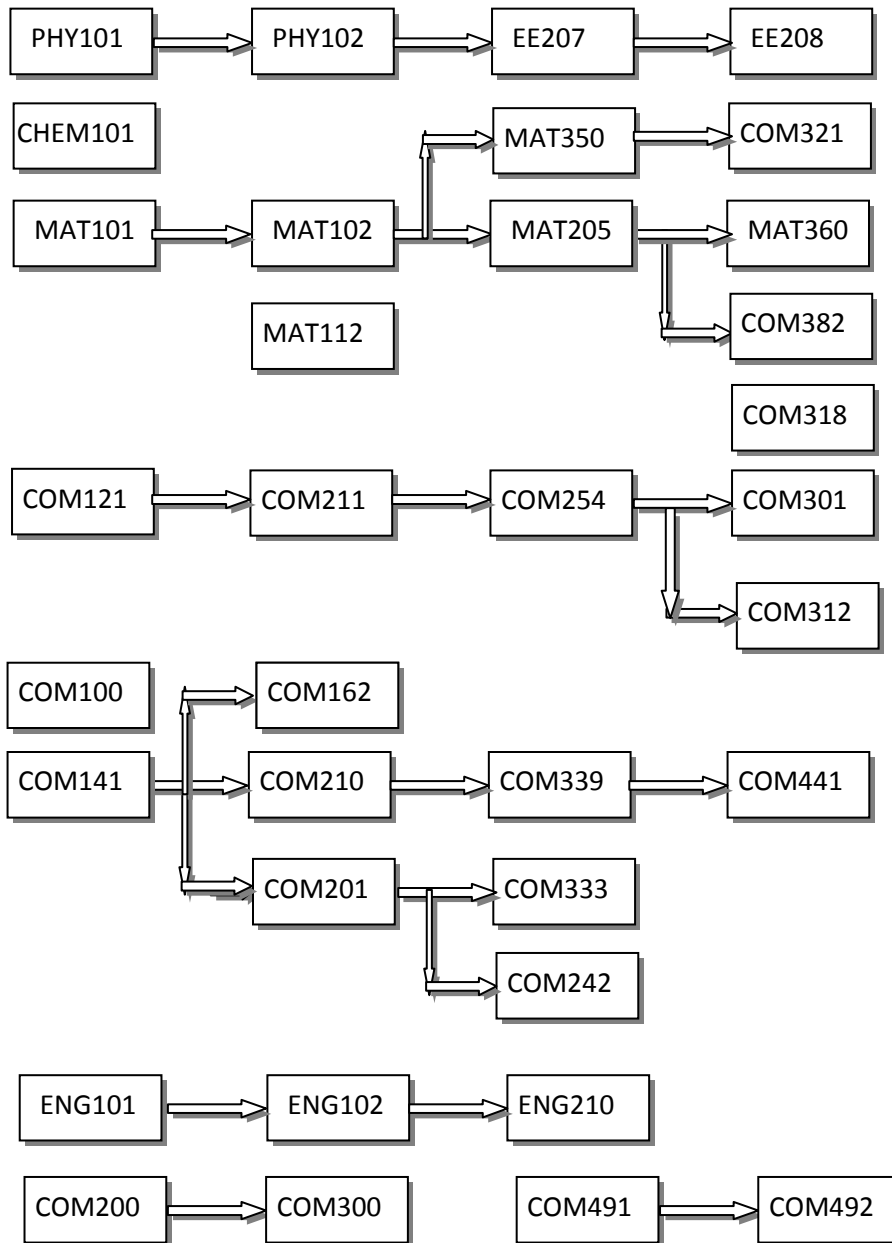 PHY101 PHY102 EE207 EE208
CHEM101 MAT350 COM321
MAT101 MAT102 MAT205 MAT360
MAT112 COM382
COM318
COM121 COM211 COM254 COM301
COM312
COM100 COM162
COM141 COM210 COM339 COM441
COM201 COM333
COM242
ENG101 ENG102 ENG210
COM200 COM300 COM491 COM492